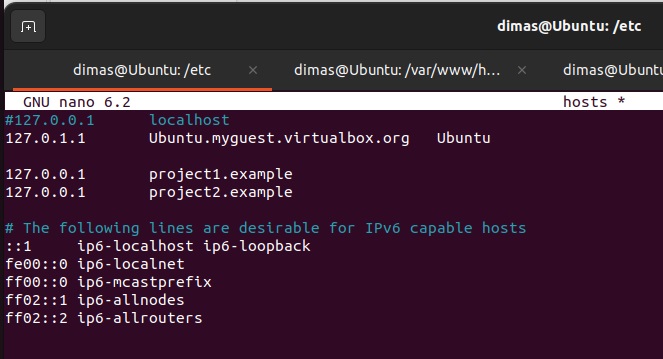 dimas@Ubuntu: /etc
dimas@Ubuntu: /etc × dimas@Ubuntu: /var/www/h... × dimas@Ubuntu
GNU nano 6.2 hosts *
#127.0.0.1 localhost
127.0.1.1 Ubuntu.myguest.virtualbox.org Ubuntu
127.0.0.1 project1.example
127.0.0.1 project2.example
# The following lines are desirable for IPv6 capable hosts
::1 ip6-localhost ip6-loopback
fe00::0 ip6-localnet
ff00::0 ip6-mcastprefix
ff02::1 ip6-allnodes
ff02::2 ip6-allrouters